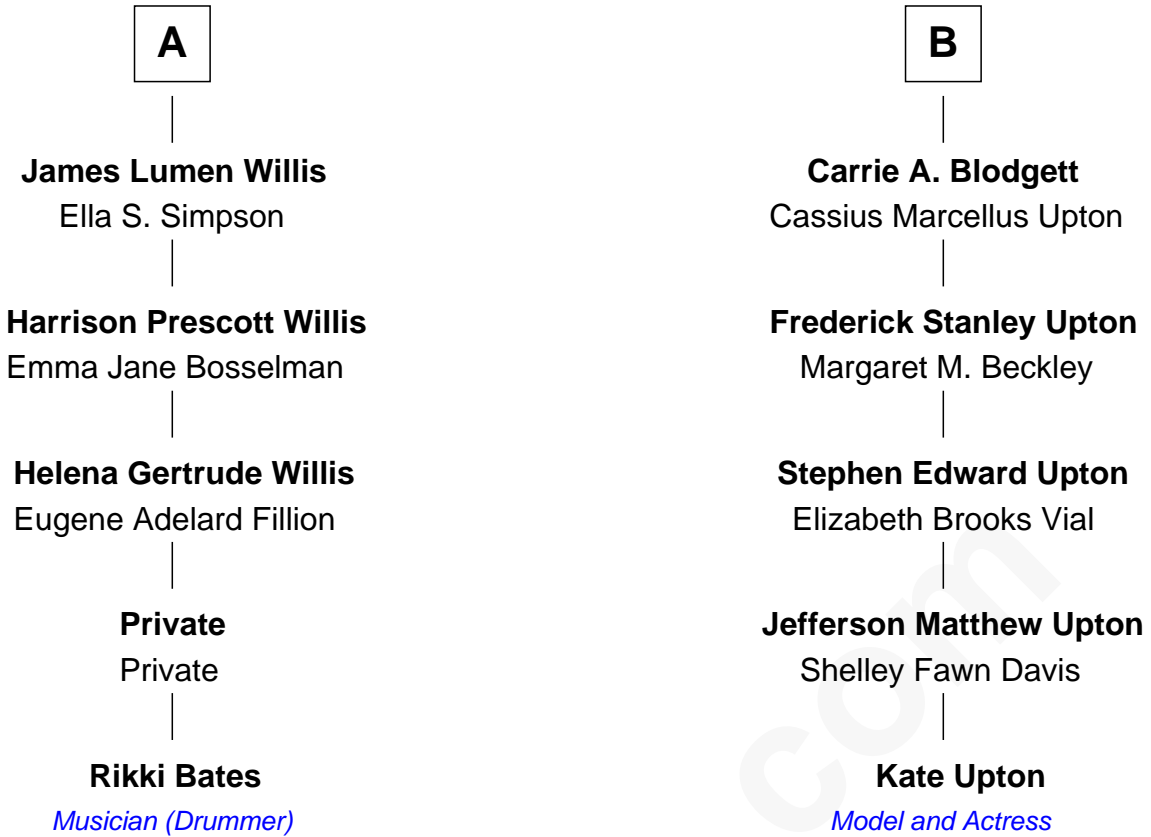 A
James Lumen Willis
Ella S. Simpson
Harrison Prescott Willis
Emma Jane Bosselman
Helena Gertrude Willis
Eugene Adelard Fillion
Private
Private
Rikki Bates
Musician (Drummer)
B
Carrie A. Blodgett
Cassius Marcellus Upton
Frederick Stanley Upton
Margaret M. Beckley
Stephen Edward Upton
Elizabeth Brooks Vial
Jefferson Matthew Upton
Shelley Fawn Davis
Kate Upton
Model and Actress
com